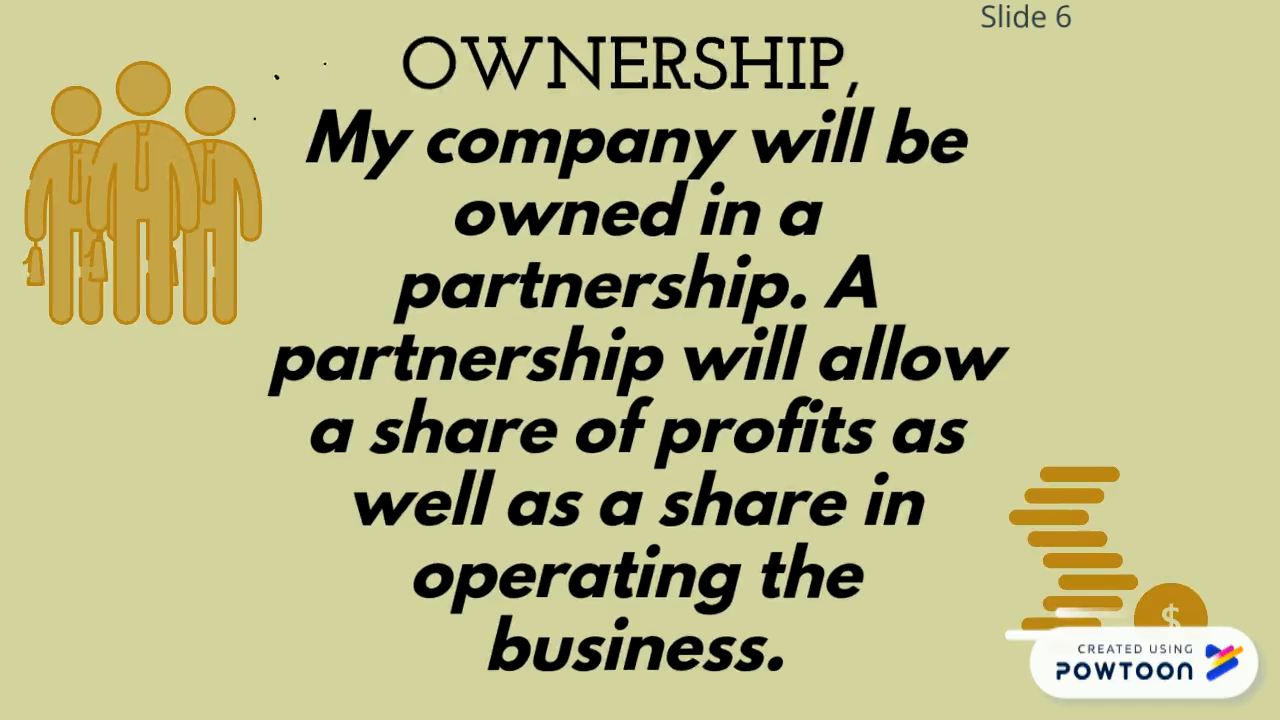 Slide 6
OWNERSHIP,
My company will be
owned in a
partnership. A
partnership will allow
a share of profits as
well as a share in
operating the
business.
$
CREATED USING
POWTOON